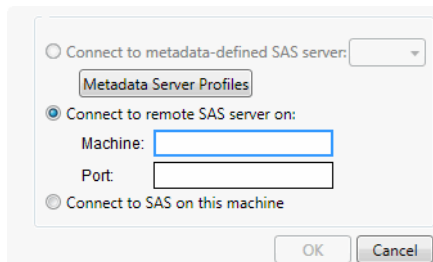 Connect to metadata-defined SAS server:
Metadata Server Profiles
Connect to remote SAS server on:
Machine:
Port:
Connect to SAS on this machine
OK Cancel